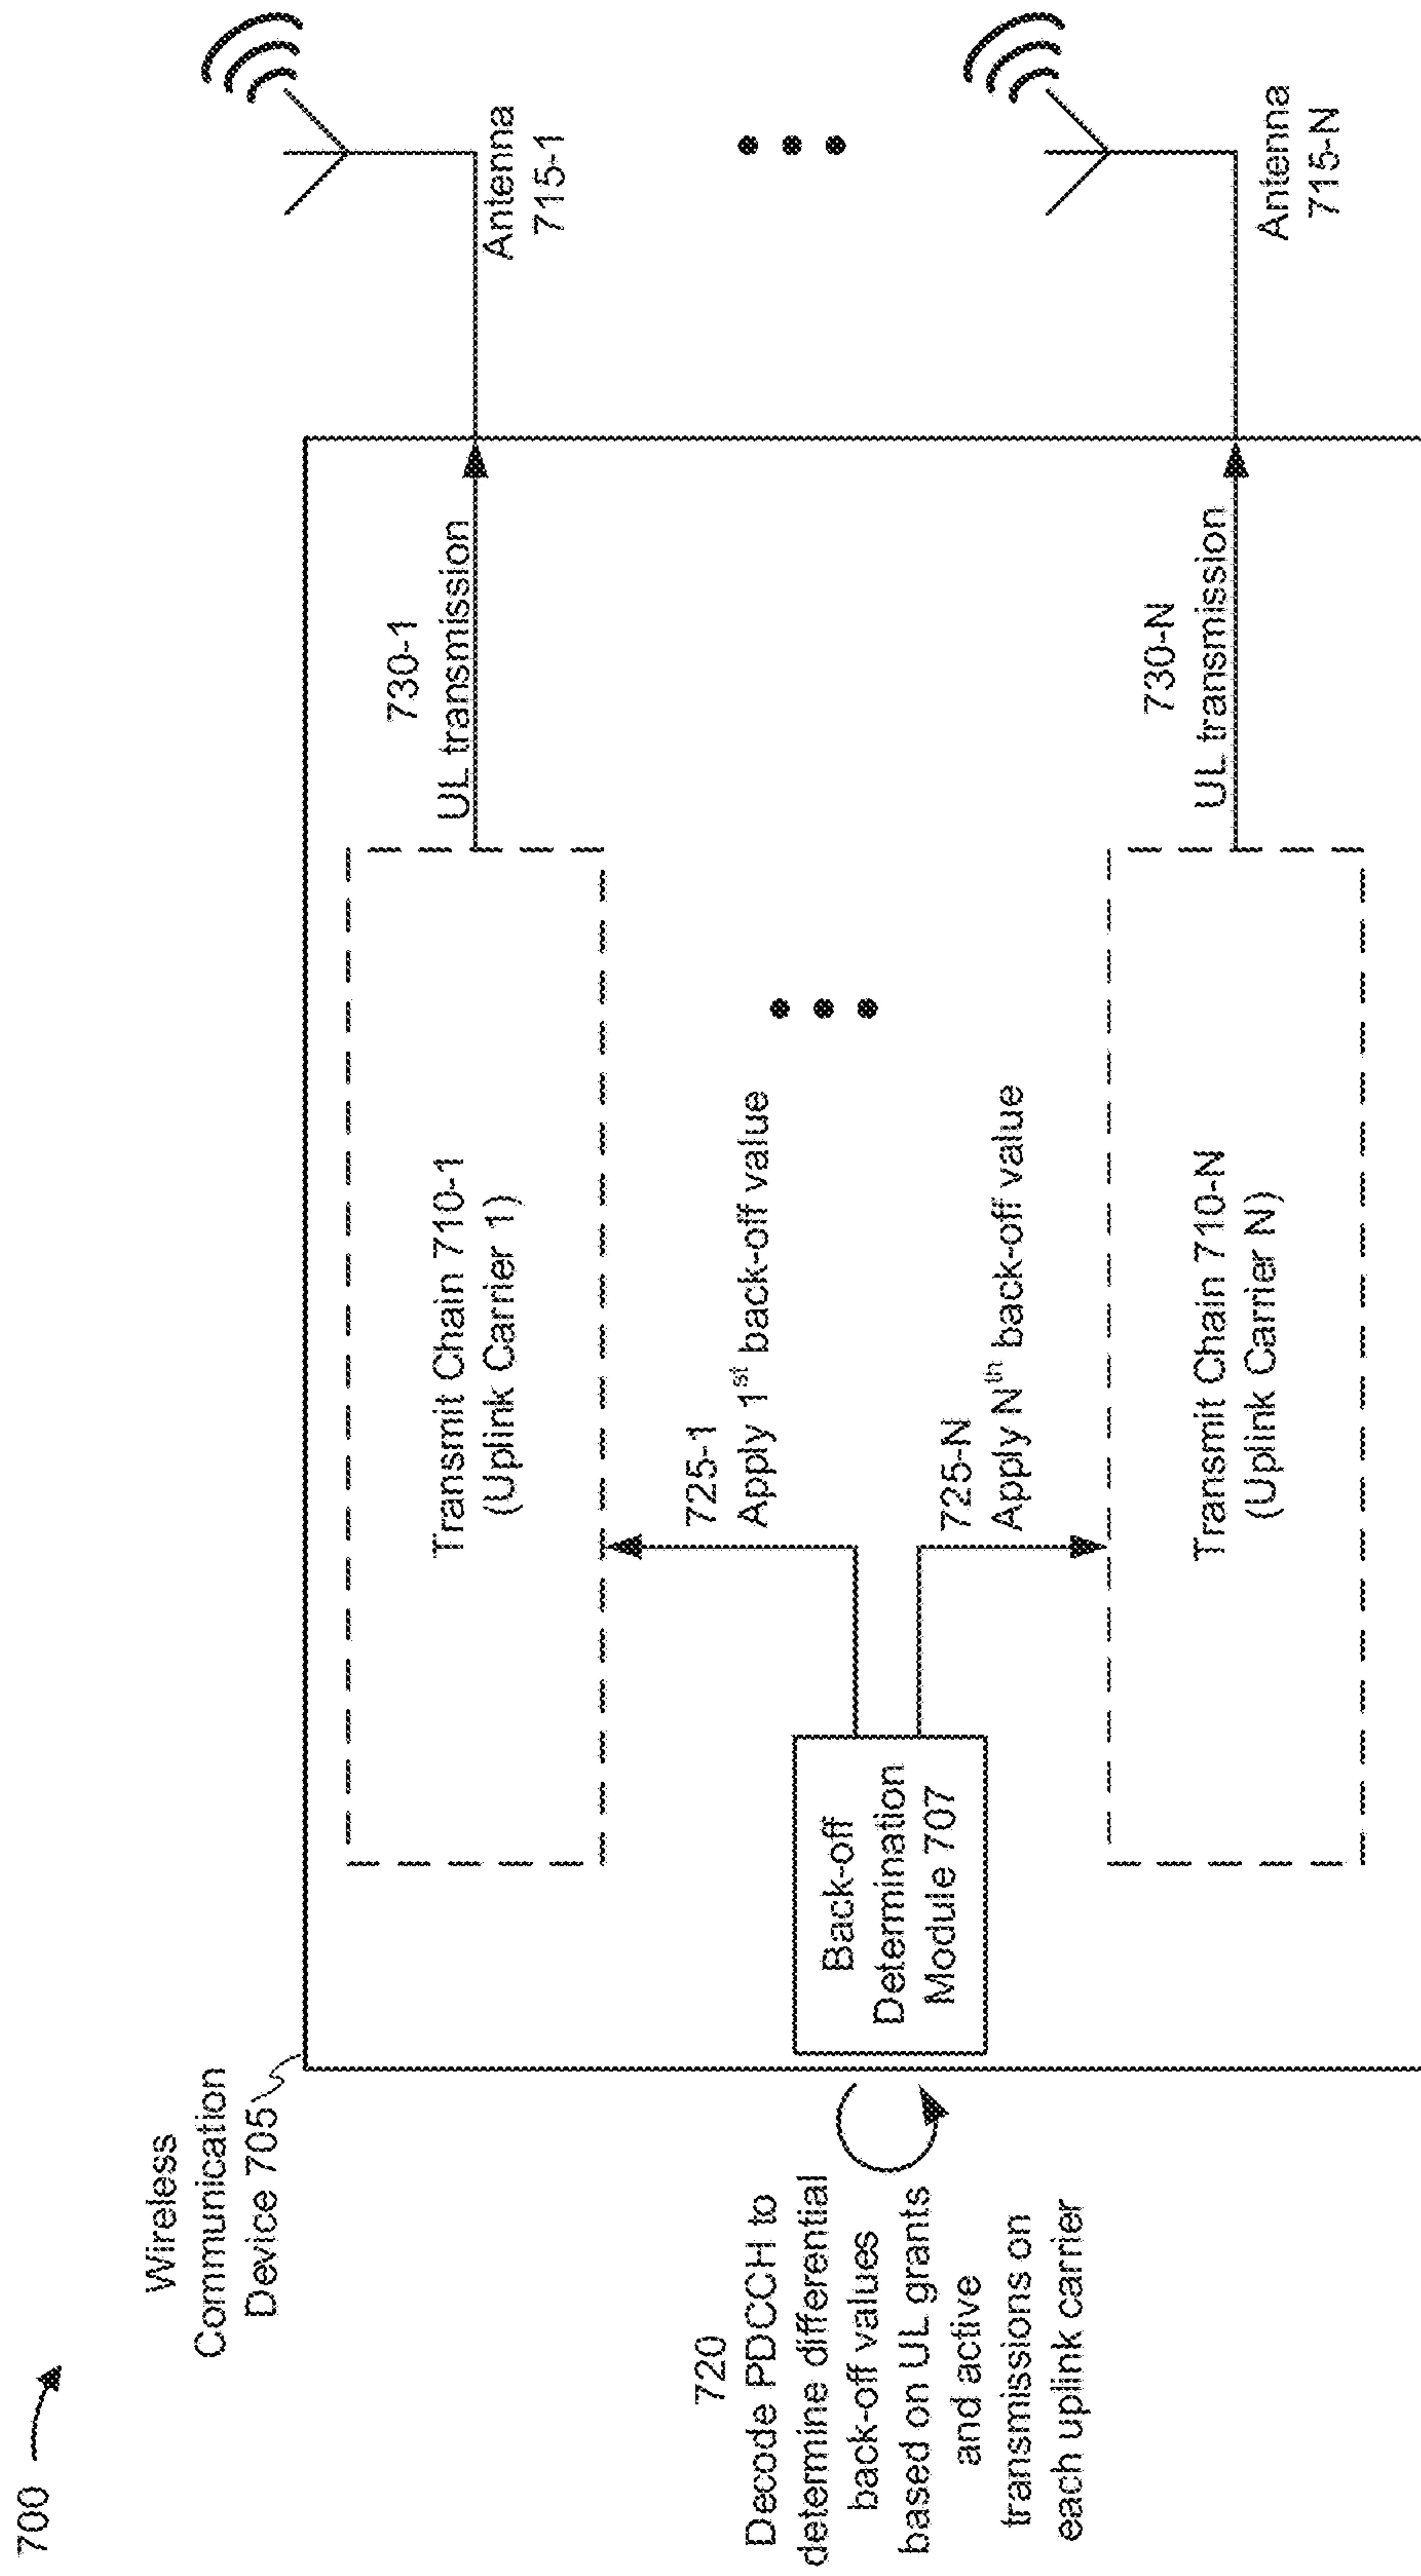 700
Wireless
Communication
Device 705
720
Decode PDCCH to
determine differential
back-off values
based on UL grants
and active
transmissions on
each uplink carrier
Back-off
Determination
Module 707
Transmit Chain 710-1
(Uplink Carrier 1)
725-1
Apply 1st back-off value
725-N
Apply Nth back-off value
Transmit Chain 710-N
(Uplink Carrier N)
730-1
UL transmission
730-N
UL transmission
Antenna
715-1
Antenna
715-N